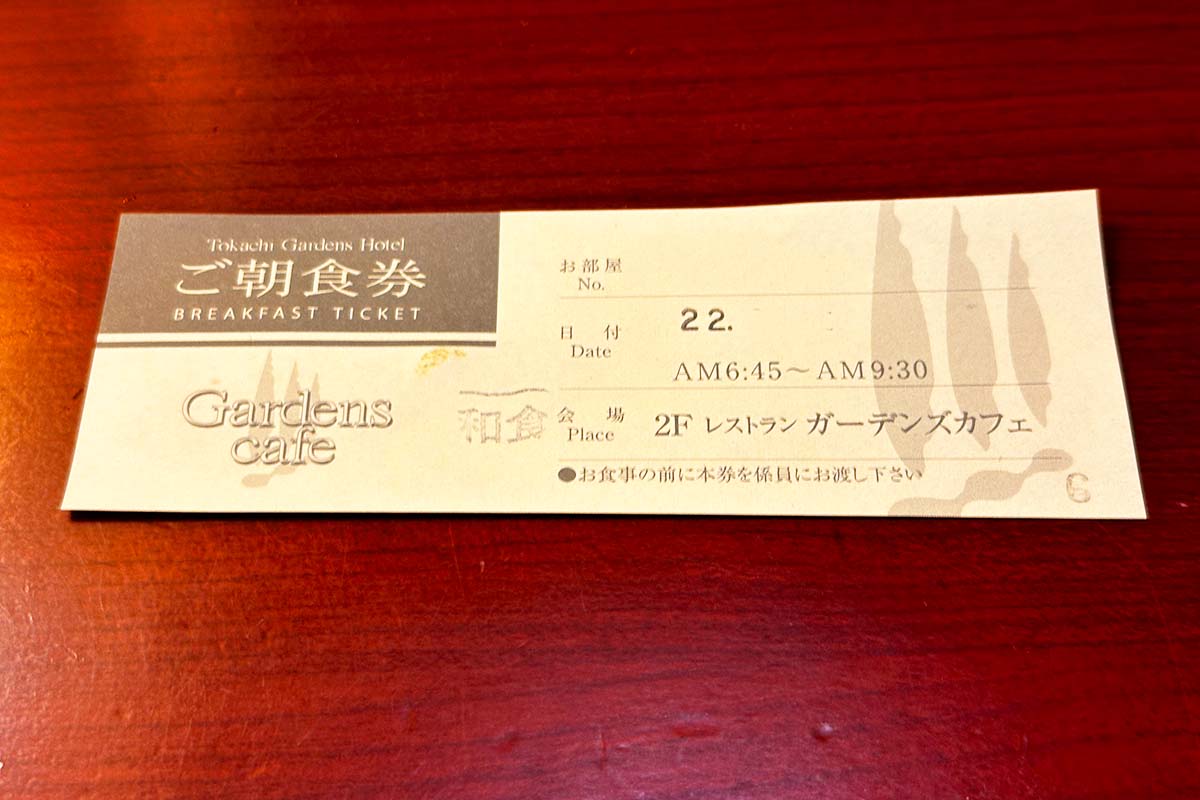 Tokachi Gardens Hotel
ご朝食券
BREAKFAST TICKET
Gardens
cafe
和食
お部屋
No.
日付
Date
22.
AM6:45～AM9:30
会場
Place
2F レストラン ガーデンズカフェ
●お食事の前に本券を係員にお渡し下さい
6